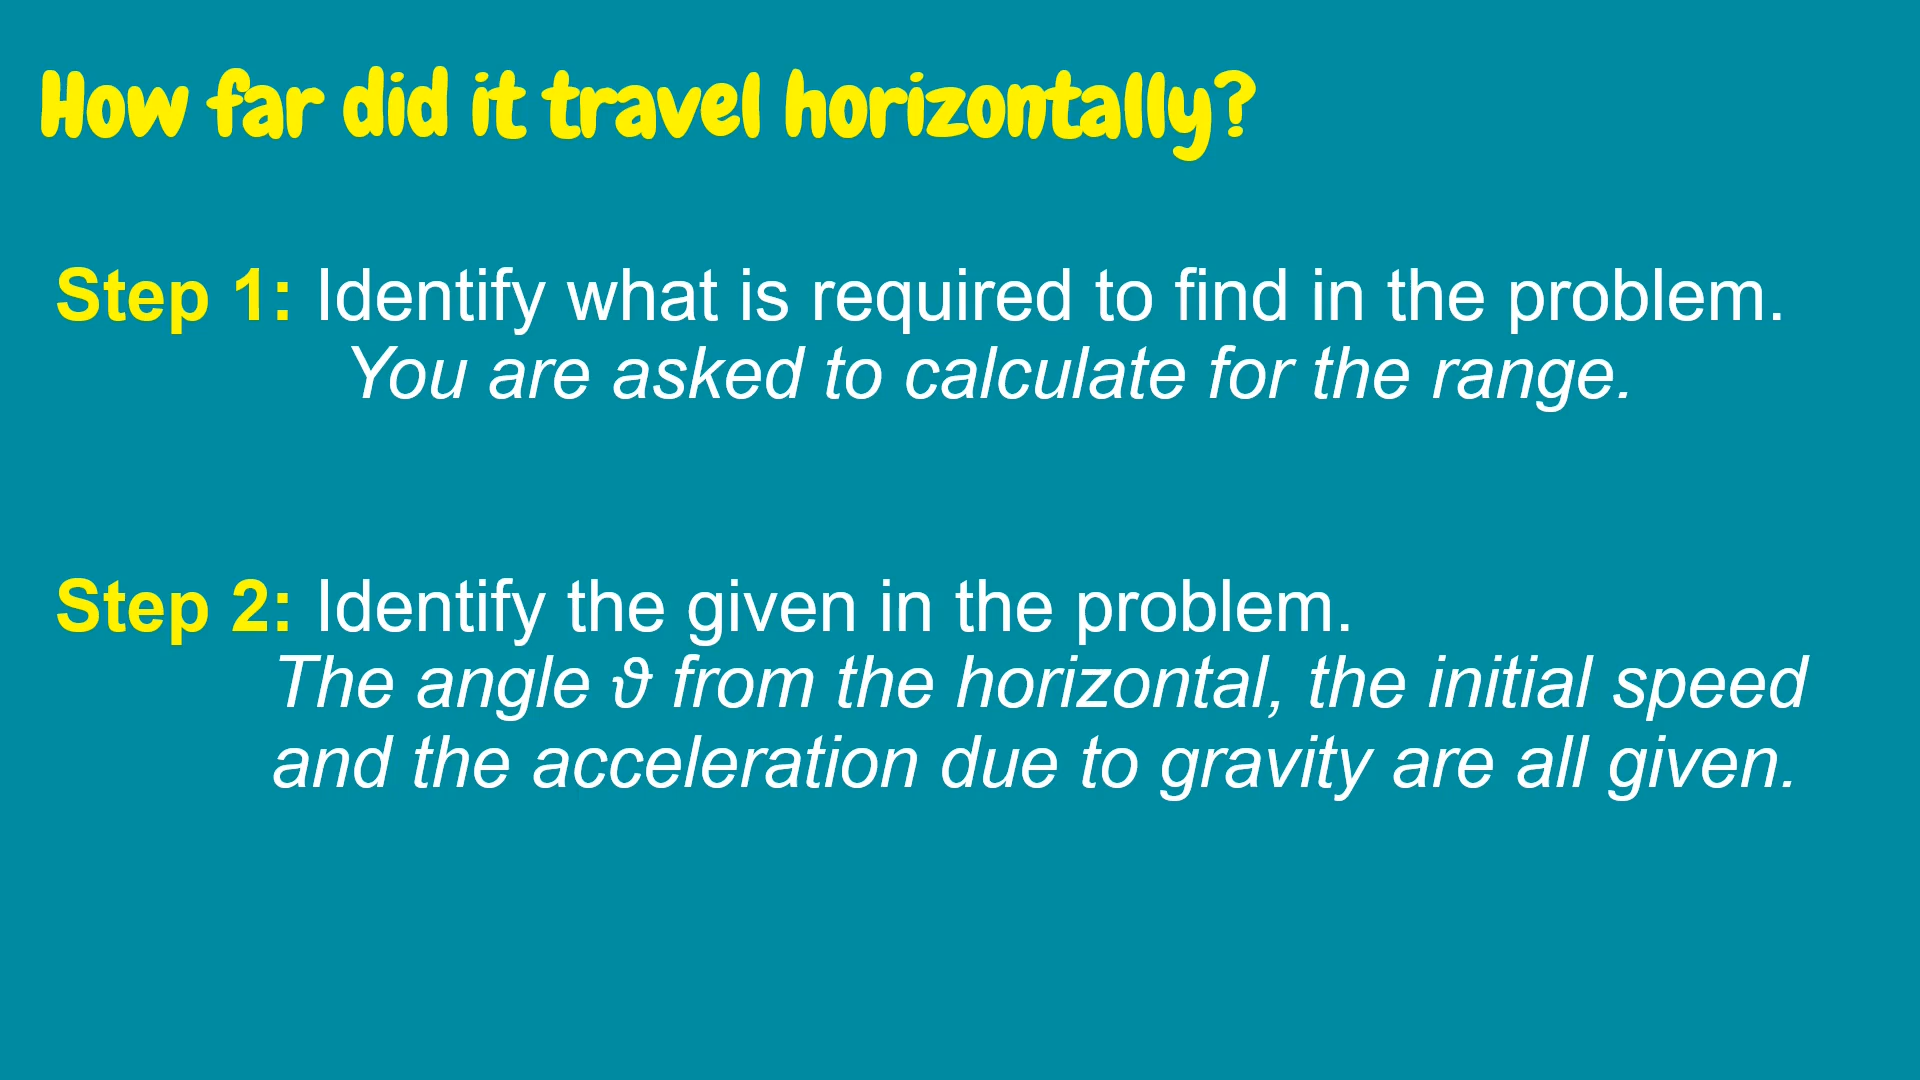 How far did it travel horizontally?
Step 1: Identify what is required to find in the problem.
You are asked to calculate for the range.
Step 2: Identify the given in the problem.
The angle ϑ from the horizontal, the initial speed
and the acceleration due to gravity are all given.